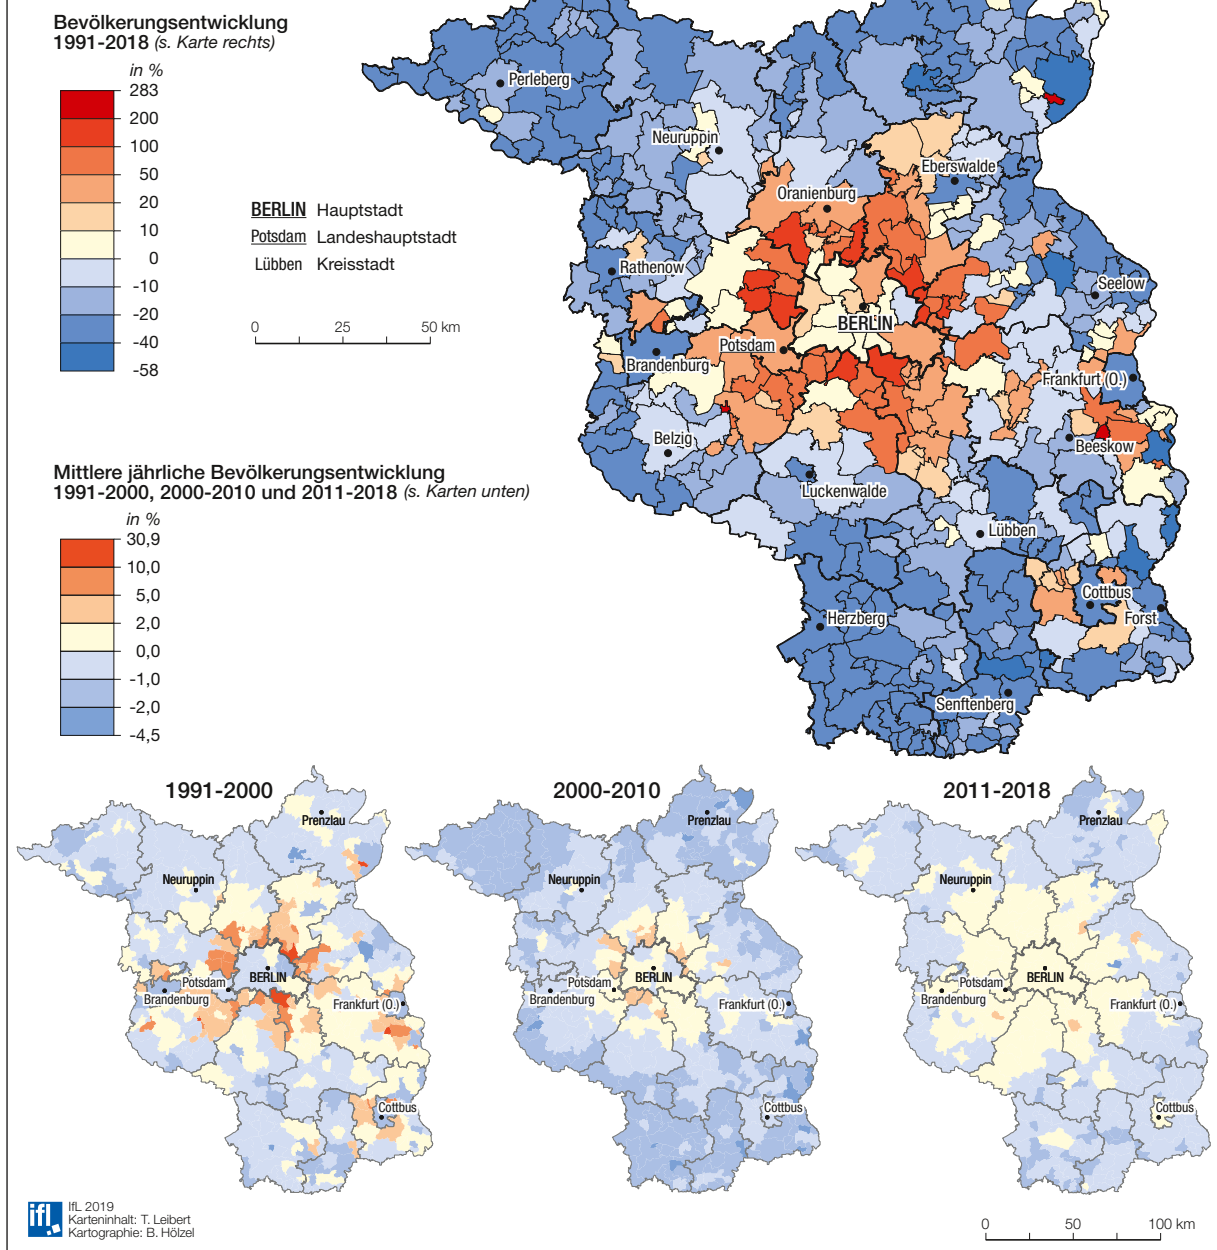 Bevölkerungsentwicklung
1991-2018 (s. Karte rechts)
in %
283
200
100
50
20
10
0
-10
-20
-40
-58
BERLIN Hauptstadt
Potsdam Landeshauptstadt
Lübben Kreisstadt
0 25 50 km
Perleberg
Neuruppin
Eberswalde
Oranienburg
Rathenow
Seelow
BERLIN
Potsdam
Brandenburg
Frankfurt (O.)
Belzig
Beeskow
Luckenwalde
Lübben
Cottbus
Herzberg
Forst
Senftenberg
Mittlere jährliche Bevölkerungsentwicklung
1991-2000, 2000-2010 und 2011-2018 (s. Karten unten)
in %
30,9
10,0
5,0
2,0
0,0
-1,0
-2,0
-4,5
1991-2000
Prenzlau
Neuruppin
BERLIN
Potsdam
Brandenburg
Frankfurt (O.)
Cottbus
2000-2010
Prenzlau
Neuruppin
BERLIN
Potsdam
Brandenburg
Frankfurt (O.)
Cottbus
2011-2018
Prenzlau
Neuruppin
BERLIN
Potsdam
Brandenburg
Frankfurt (O.)
Cottbus
ifl
IfL 2019
Karteninhalt: T. Leibert
Kartographie: B. Hölzel
0 50 100 km